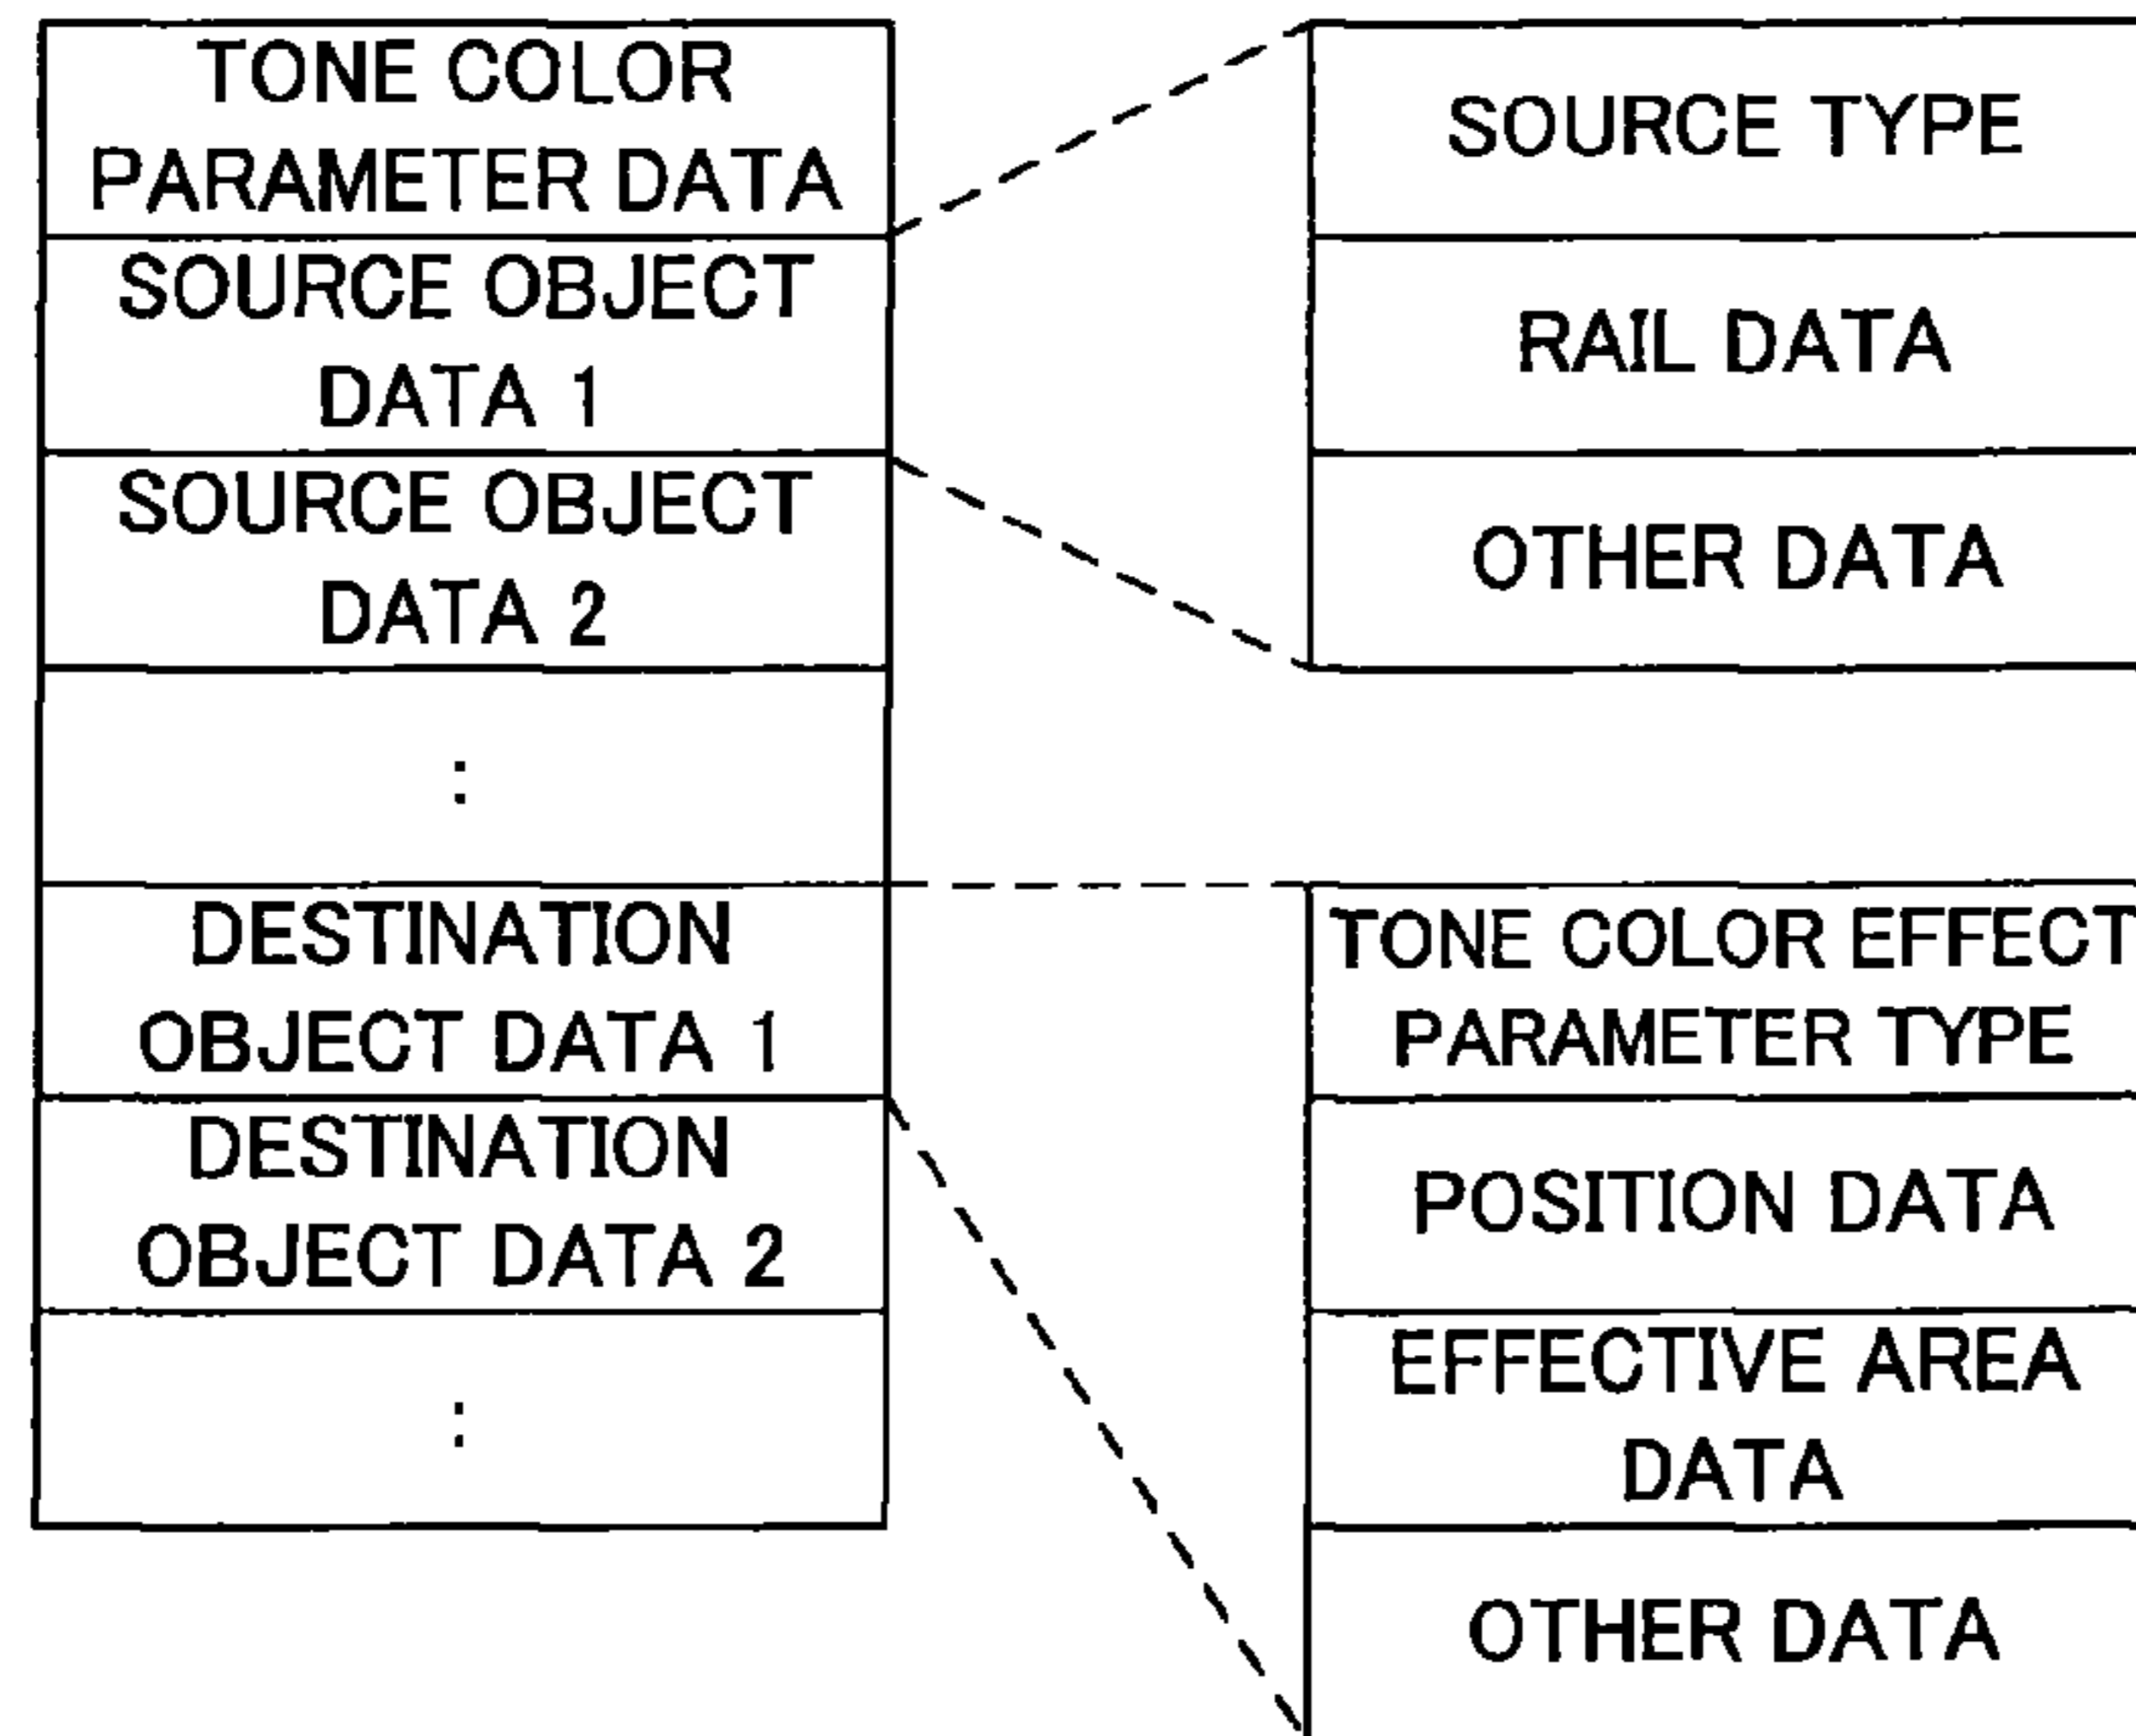 TONE COLOR
PARAMETER DATA
SOURCE OBJECT
DATA 1
SOURCE OBJECT
DATA 2
:
DESTINATION
OBJECT DATA 1
DESTINATION
OBJECT DATA 2
:
SOURCE TYPE
RAIL DATA
OTHER DATA
TONE COLOR EFFECT
PARAMETER TYPE
POSITION DATA
EFFECTIVE AREA
DATA
OTHER DATA